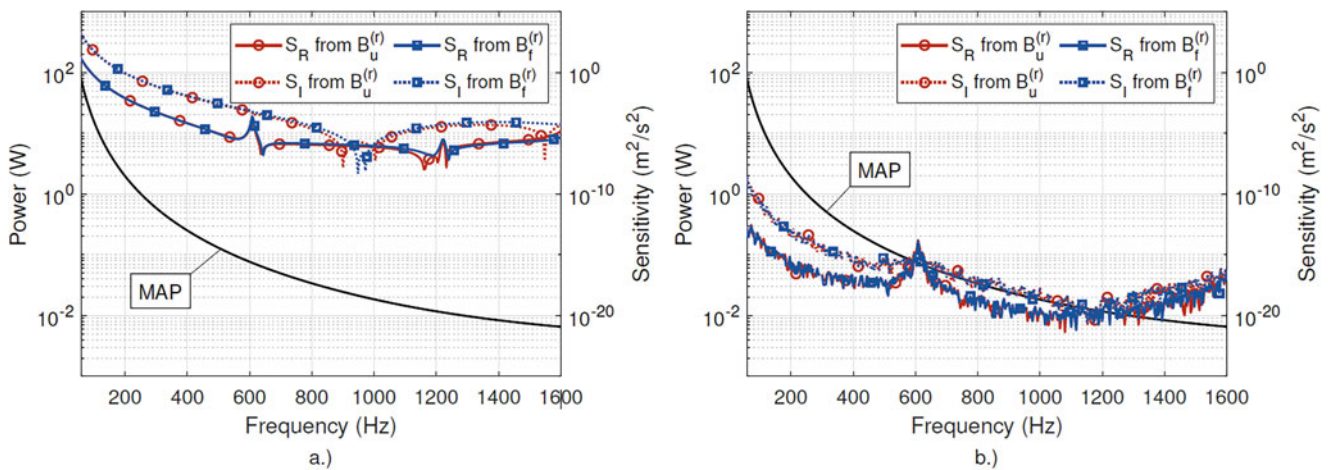 S_R from B_u^(r) S_R from B_f^(r)
S_I from B_u^(r) S_I from B_f^(r)
10^2
10^0
10^-2
Power (W)
MAP
10^0
10^-10
10^-20
Sensitivity (m^2/s^2)
200 400 600 800 1000 1200 1400 1600
Frequency (Hz)
a.)
S_R from B_u^(r) S_R from B_f^(r)
S_I from B_u^(r) S_I from B_f^(r)
10^2
10^0
10^-2
Power (W)
MAP
10^0
10^-10
10^-20
Sensitivity (m^2/s^2)
200 400 600 800 1000 1200 1400 1600
Frequency (Hz)
b.)